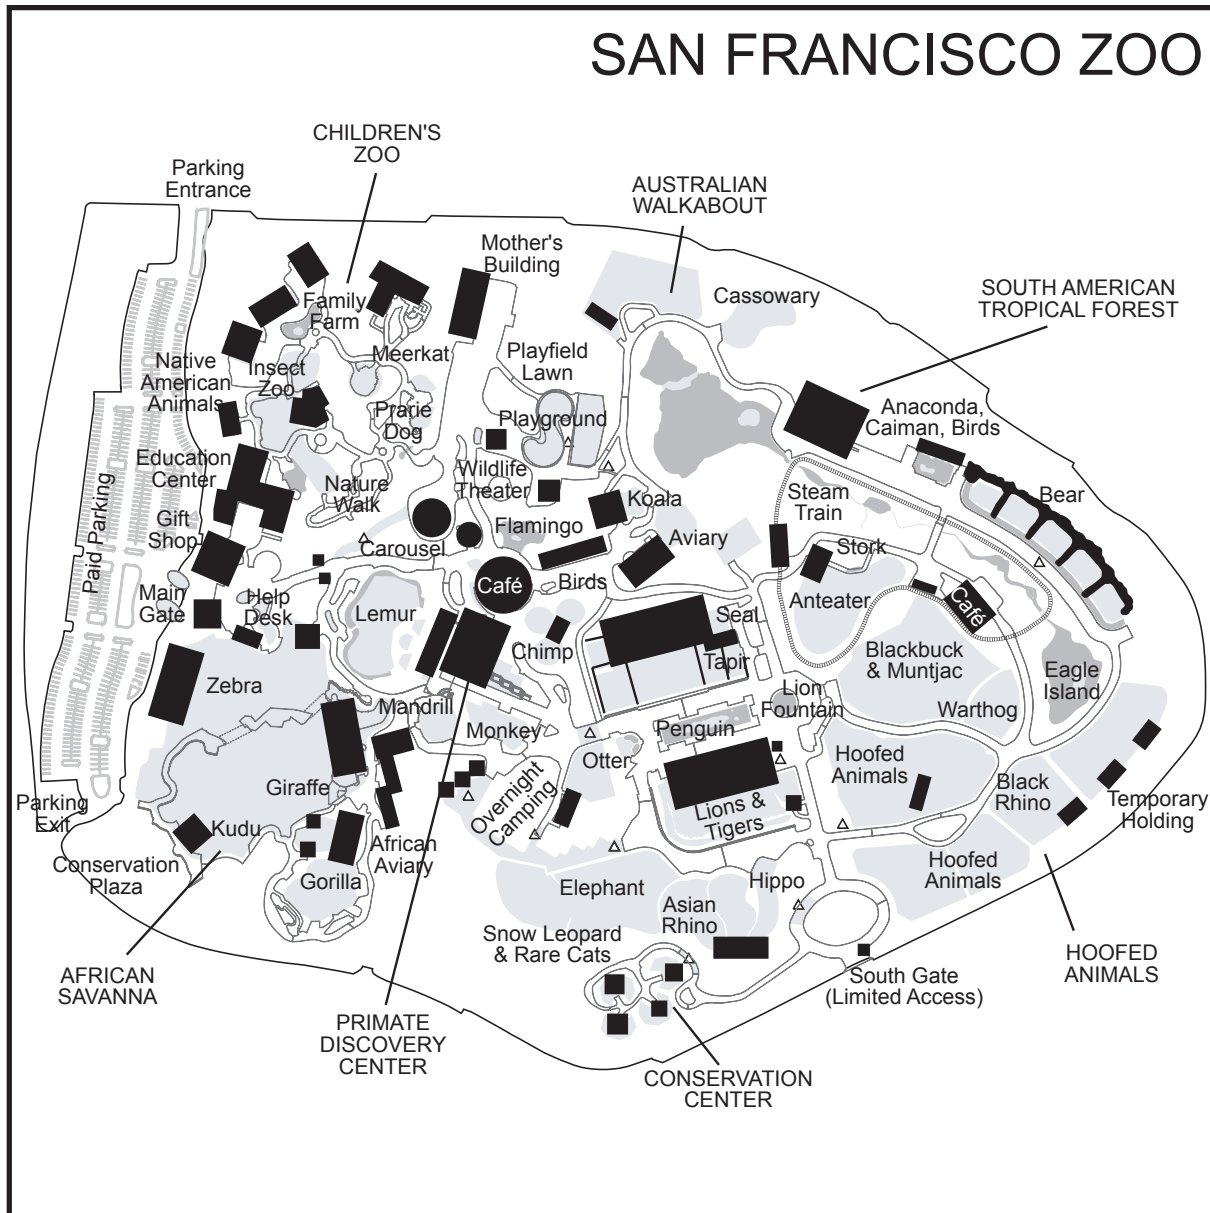 SAN FRANCISCO ZOO
CHILDREN'S
ZOO
Parking
Entrance
AUSTRALIAN
WALKABOUT
Mother's
Building
SOUTH AMERICAN
TROPICAL FOREST
Cassowary
Family
Farm
Meerkat
Playfield
Lawn
Native
American
Animals
Insect
Zoo
Prarie
Dog
Playground
Anaconda,
Caiman, Birds
Education
Center
Nature
Walk
Wildlife
Theater
Koala
Steam
Train
Bear
Paid Parking
Gift
Shop
Carousel
Flamingo
Aviary
Stork
Café
Birds
Main
Gate
Help
Desk
Lemur
Anteater
Café
Seal
Chimp
Tapir
Blackbuck
& Muntjac
Eagle
Island
Zebra
Mandrill
Lion
Fountain
Warthog
Monkey
Penguin
Otter
Hoofed
Animals
Giraffe
Overnight
Camping
Black
Rhino
Parking
Exit
Kudu
Lions &
Tigers
Temporary
Holding
African
Aviary
Conservation
Plaza
Gorilla
Elephant
Hippo
Hoofed
Animals
Asian
Rhino
Snow Leopard
& Rare Cats
AFRICAN
SAVANNA
South Gate
(Limited Access)
HOOFED
ANIMALS
PRIMATE
DISCOVERY
CENTER
CONSERVATION
CENTER